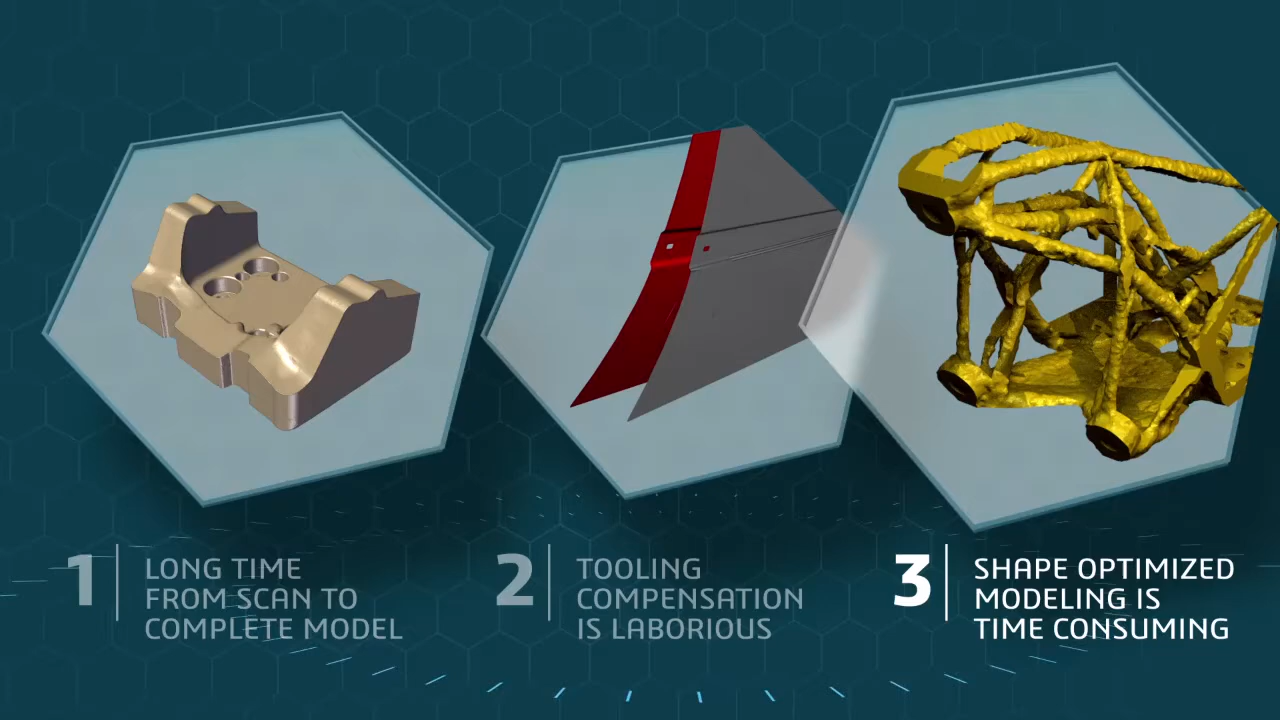 1
LONG TIME
FROM SCAN TO
COMPLETE MODEL
2
TOOLING
COMPENSATION
IS LABORIOUS
3
SHAPE OPTIMIZED
MODELING IS
TIME CONSUMING